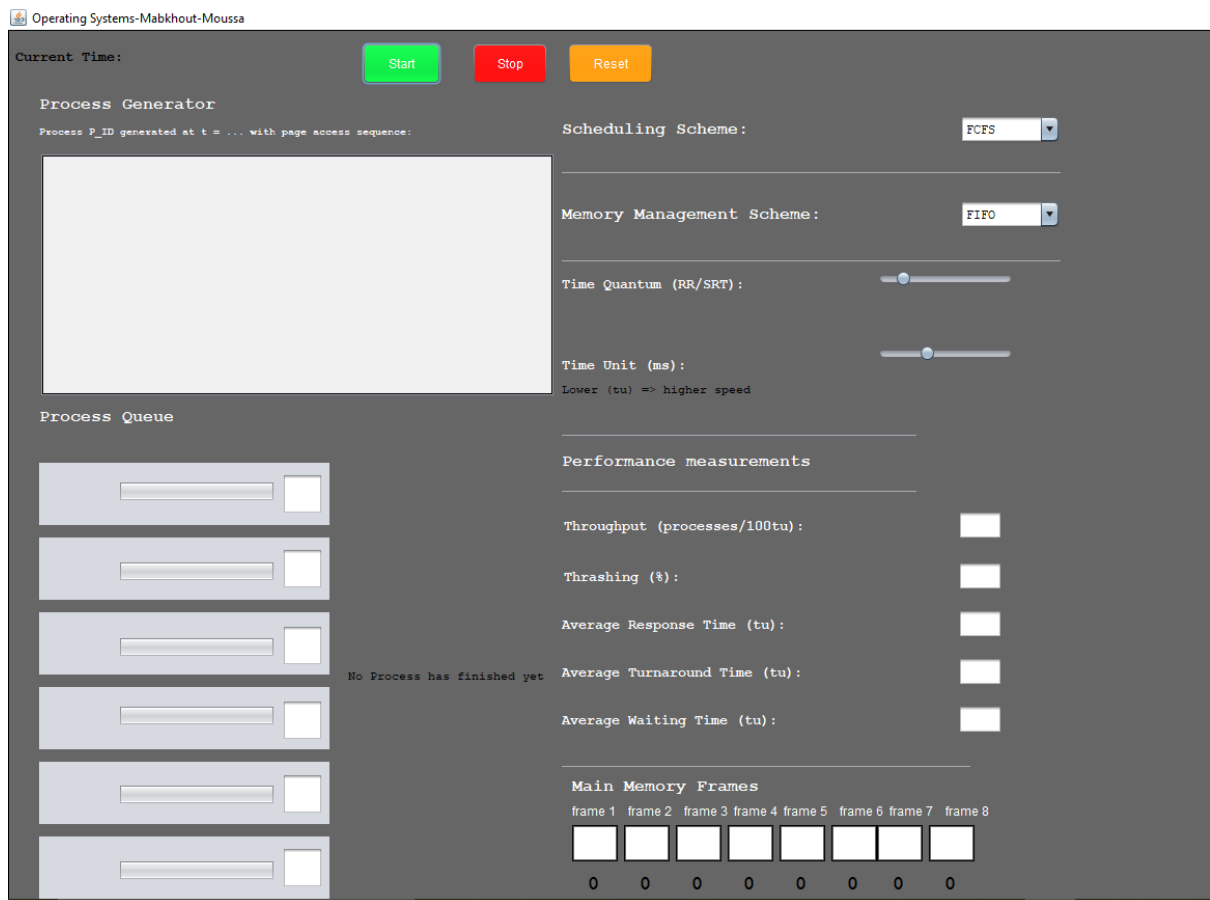 Operating Systems-Mabkhout-Moussa
Current Time:
Start
Stop
Reset
Process Generator
Process P_ID generated at t = ... with page access sequence:
Scheduling Scheme:
FCFS
Memory Management Scheme:
FIFO
Time Quantum (RR/SRT):
Time Unit (ms):
Lower (tu) => higher speed
Process Queue
No Process has finished yet
Performance measurements
Throughput (processes/100tu):
Thrashing (%):
Average Response Time (tu):
Average Turnaround Time (tu):
Average Waiting Time (tu):
Main Memory Frames
frame 1 frame 2 frame 3 frame 4 frame 5 frame 6 frame 7 frame 8
0 0 0 0 0 0 0 0